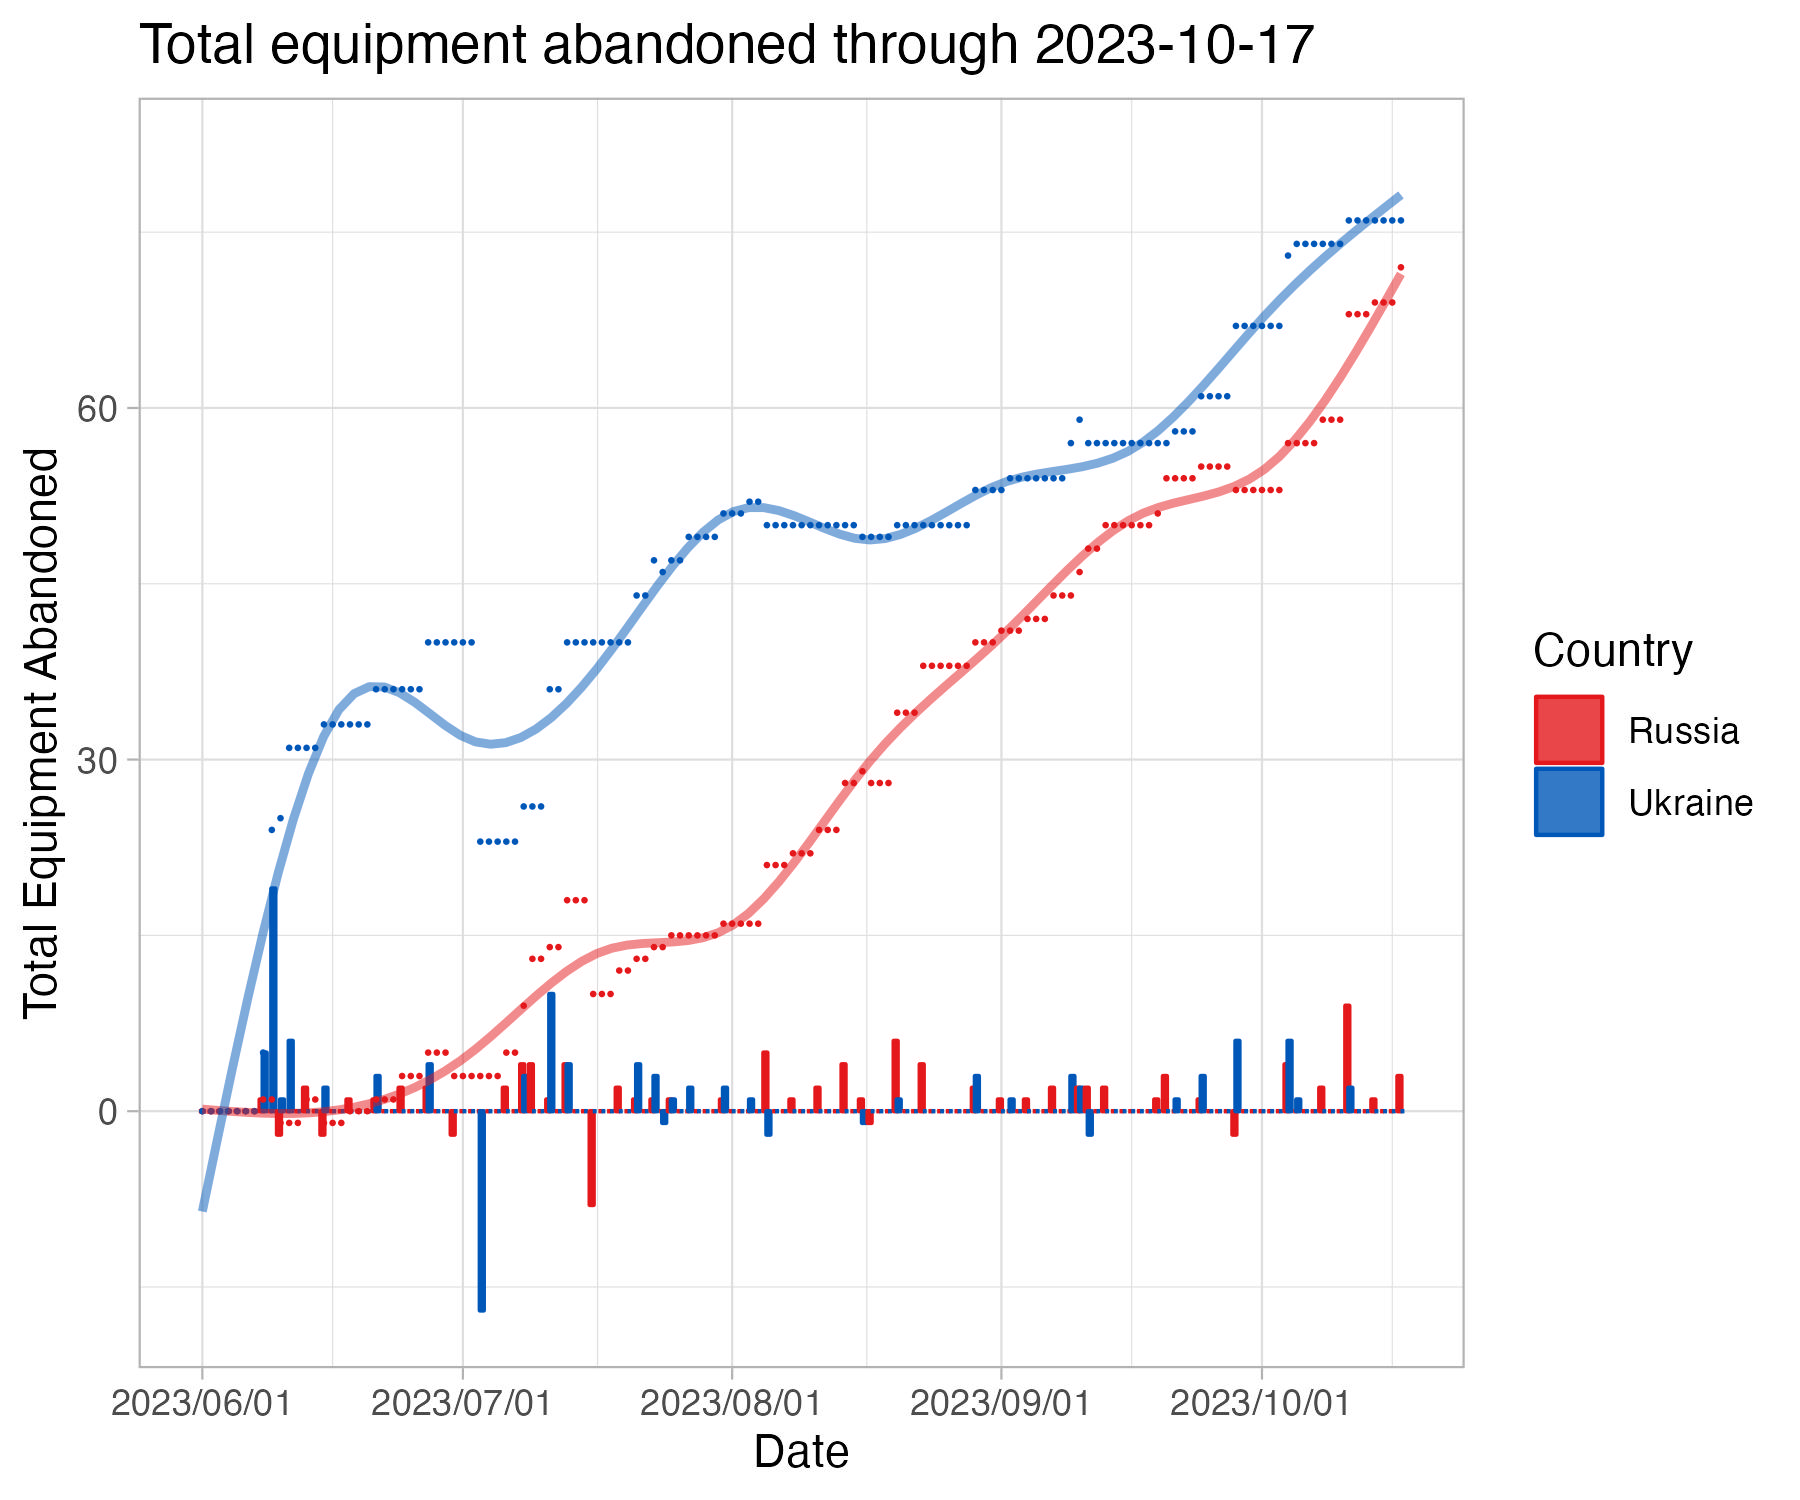 Total equipment abandoned through 2023-10-17
Total Equipment Abandoned
60
30
0
2023/06/01
2023/07/01
2023/08/01
2023/09/01
2023/10/01
Date
Country
Russia
Ukraine